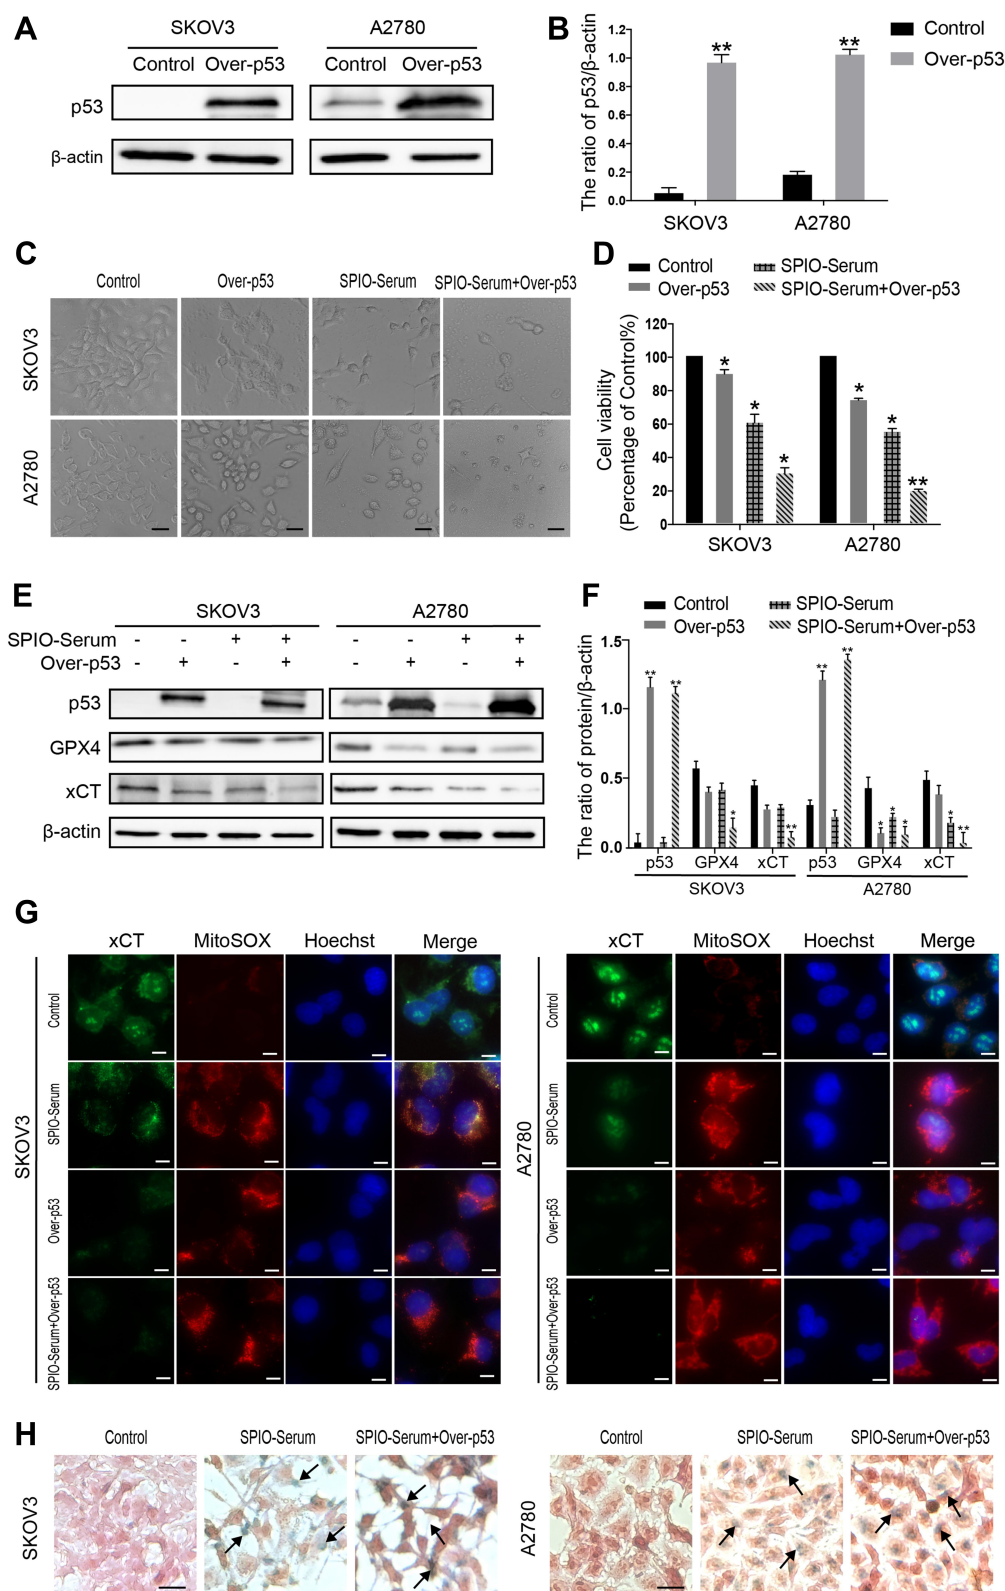 A
SKOV3
A2780
Control Over-p53
Control Over-p53
p53
β-actin
B
Control
Over-p53
The ratio of p53/β-actin
1.2
1.0
0.8
0.6
0.4
0.2
0.0
**
**
SKOV3
A2780
C
Control
Over-p53
SPIO-Serum
SPIO-Serum+Over-p53
SKOV3
A2780
D
Control
SPIO-Serum
Over-p53
SPIO-Serum+Over-p53
Cell viability
(Percentage of Control%)
120
100
80
60
40
20
0
*
*
*
*
*
**
SKOV3
A2780
E
SKOV3
A2780
SPIO-Serum - - + + - - + +
Over-p53 - + - + - + - +
p53
GPX4
xCT
β-actin
F
Control
SPIO-Serum
Over-p53
SPIO-Serum+Over-p53
The ratio of protein/β-actin
1.5
1.0
0.5
0.0
**
**
*
**
**
**
*
*
*
*
**
p53 GPX4 xCT p53 GPX4 xCT
SKOV3
A2780
G
xCT MitoSOX Hoechst Merge
xCT MitoSOX Hoechst Merge
SKOV3
Control
SPIO-Serum
Over-p53
SPIO-Serum+Over-p53
A2780
Control
SPIO-Serum
Over-p53
SPIO-Serum+Over-p53
H
Control
SPIO-Serum
SPIO-Serum+Over-p53
Control
SPIO-Serum
SPIO-Serum+Over-p53
SKOV3
A2780